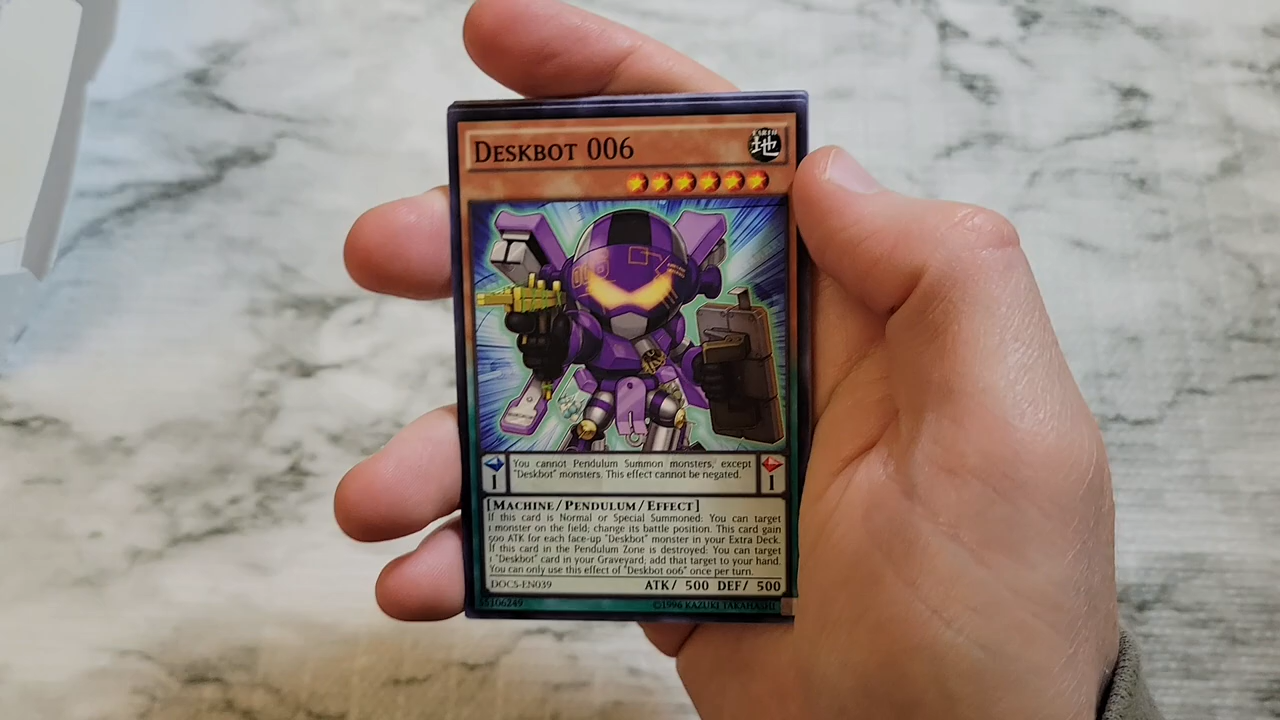 DESKBOT 006
EARTH
地
1
You cannot Pendulum Summon monsters, except
"Deskbot" monsters. This effect cannot be negated.
1
[MACHINE/PENDULUM/EFFECT]
If this card is Normal or Special Summoned: You can target
1 monster on the field; change its battle position. This card gain
500 ATK for each face-up "Deskbot" monster in your Extra Deck.
If this card in the Pendulum Zone is destroyed: You can target
1 "Deskbot" card in your Graveyard; add that target to your hand.
You can only use this effect of "Deskbot 006" once per turn.
DOCS-EN039
ATK/ 500 DEF/ 500
55106249
©1996 KAZUKI TAKAHASHI